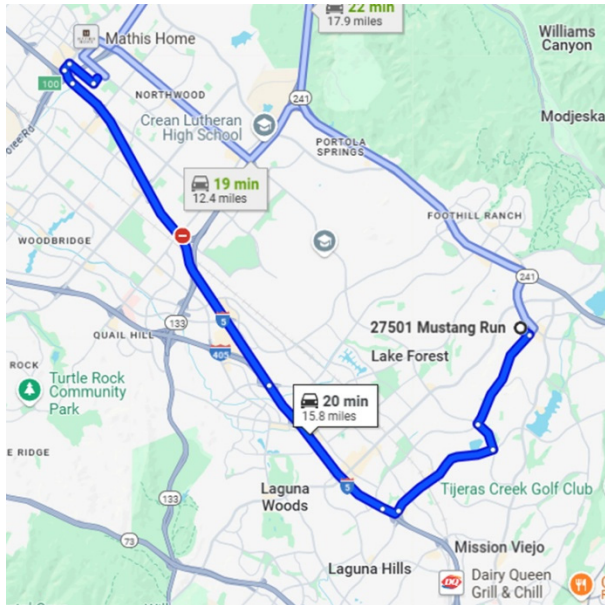 22 min
17.9 miles
Williams
Canyon
Mathis Home
100
NORTHWOOD
241
Modjeska
Crean Lutheran
High School
PORTOLA
SPRINGS
19 min
12.4 miles
FOOTHILL RANCH
WOODBRIDGE
241
133
5
27501 Mustang Run
QUAIL HILL
405
Lake Forest
ROCK
Turtle Rock
Community
Park
20 min
15.8 miles
E RIDGE
5
Laguna
Woods
Tijeras Creek Golf Club
133
73
Mission Viejo
Laguna Hills
DQ
Dairy Queen
Grill & Chill